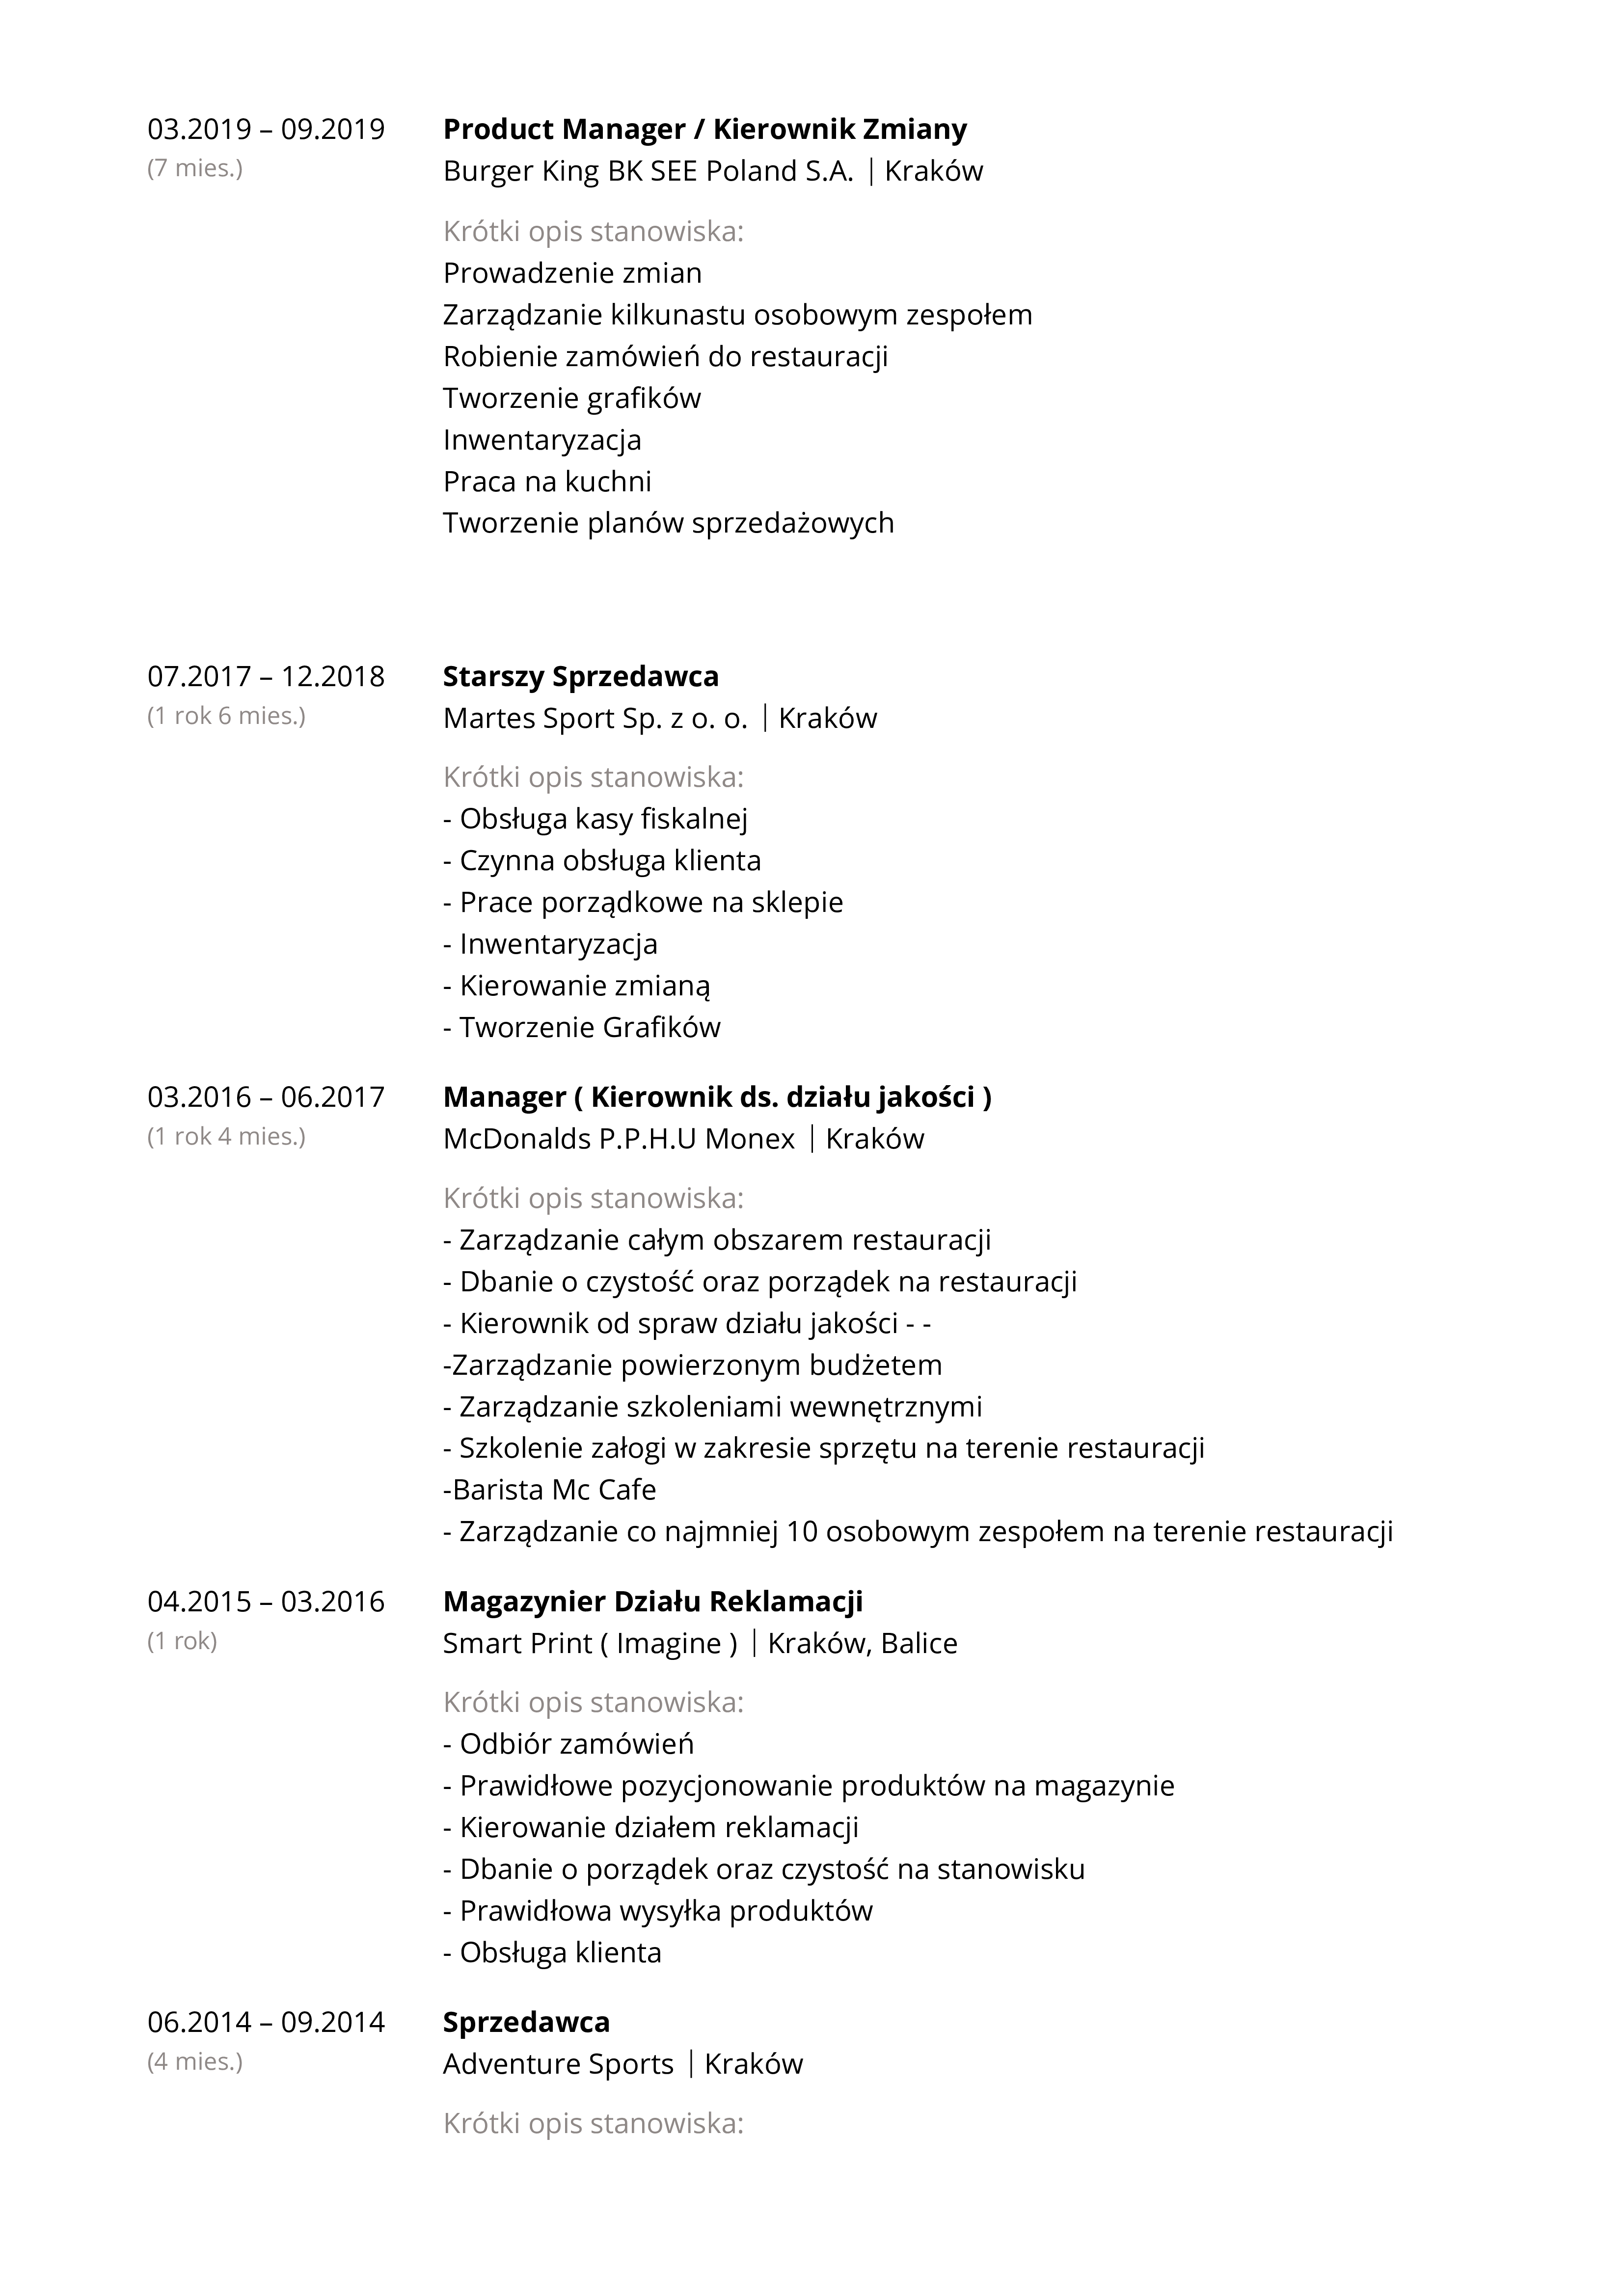 03.2019 – 09.2019
(7 mies.)
Product Manager / Kierownik Zmiany
Burger King BK SEE Poland S.A. | Kraków
Krótki opis stanowiska:
Prowadzenie zmian
Zarządzanie kilkunastu osobowym zespołem
Robienie zamówień do restauracji
Tworzenie grafików
Inwentaryzacja
Praca na kuchni
Tworzenie planów sprzedażowych
07.2017 – 12.2018
(1 rok 6 mies.)
Starszy Sprzedawca
Martes Sport Sp. z o. o. | Kraków
Krótki opis stanowiska:
- Obsługa kasy fiskalnej
- Czynna obsługa klienta
- Prace porządkowe na sklepie
- Inwentaryzacja
- Kierowanie zmianą
- Tworzenie Grafików
03.2016 – 06.2017
(1 rok 4 mies.)
Manager ( Kierownik ds. działu jakości )
McDonalds P.P.H.U Monex | Kraków
Krótki opis stanowiska:
- Zarządzanie całym obszarem restauracji
- Dbanie o czystość oraz porządek na restauracji
- Kierownik od spraw działu jakości - -
-Zarządzanie powierzonym budżetem
- Zarządzanie szkoleniami wewnętrznymi
- Szkolenie załogi w zakresie sprzętu na terenie restauracji
-Barista Mc Cafe
- Zarządzanie co najmniej 10 osobowym zespołem na terenie restauracji
04.2015 – 03.2016
(1 rok)
Magazynier Działu Reklamacji
Smart Print ( Imagine ) | Kraków, Balice
Krótki opis stanowiska:
- Odbiór zamówień
- Prawidłowe pozycjonowanie produktów na magazynie
- Kierowanie działem reklamacji
- Dbanie o porządek oraz czystość na stanowisku
- Prawidłowa wysyłka produktów
- Obsługa klienta
06.2014 – 09.2014
(4 mies.)
Sprzedawca
Adventure Sports | Kraków
Krótki opis stanowiska: